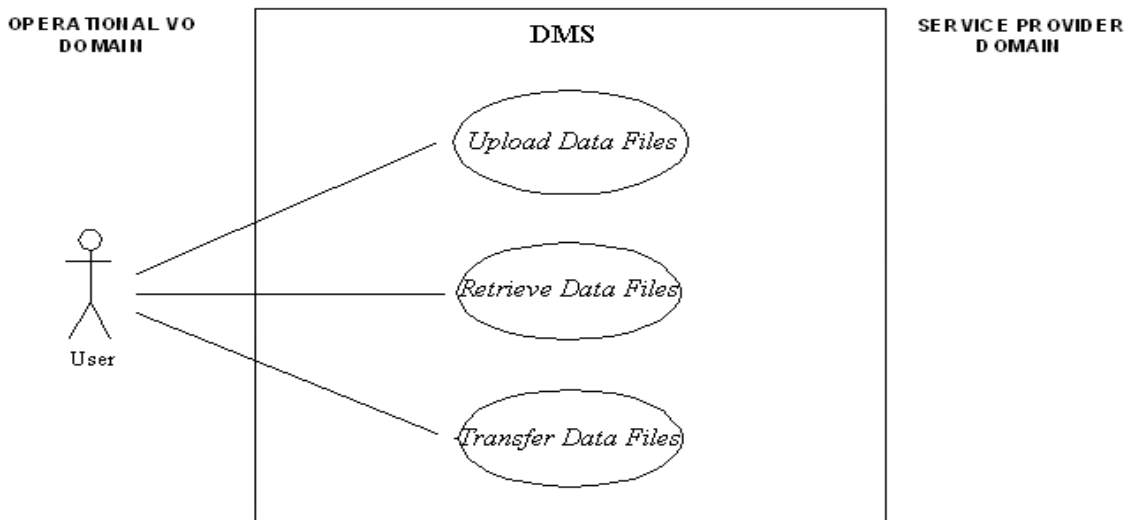 OPERATIONAL VO
DOMAIN
DMS
SERVICE PROVIDER
DOMAIN
Upload Data Files
Retrieve Data Files
User
Transfer Data Files